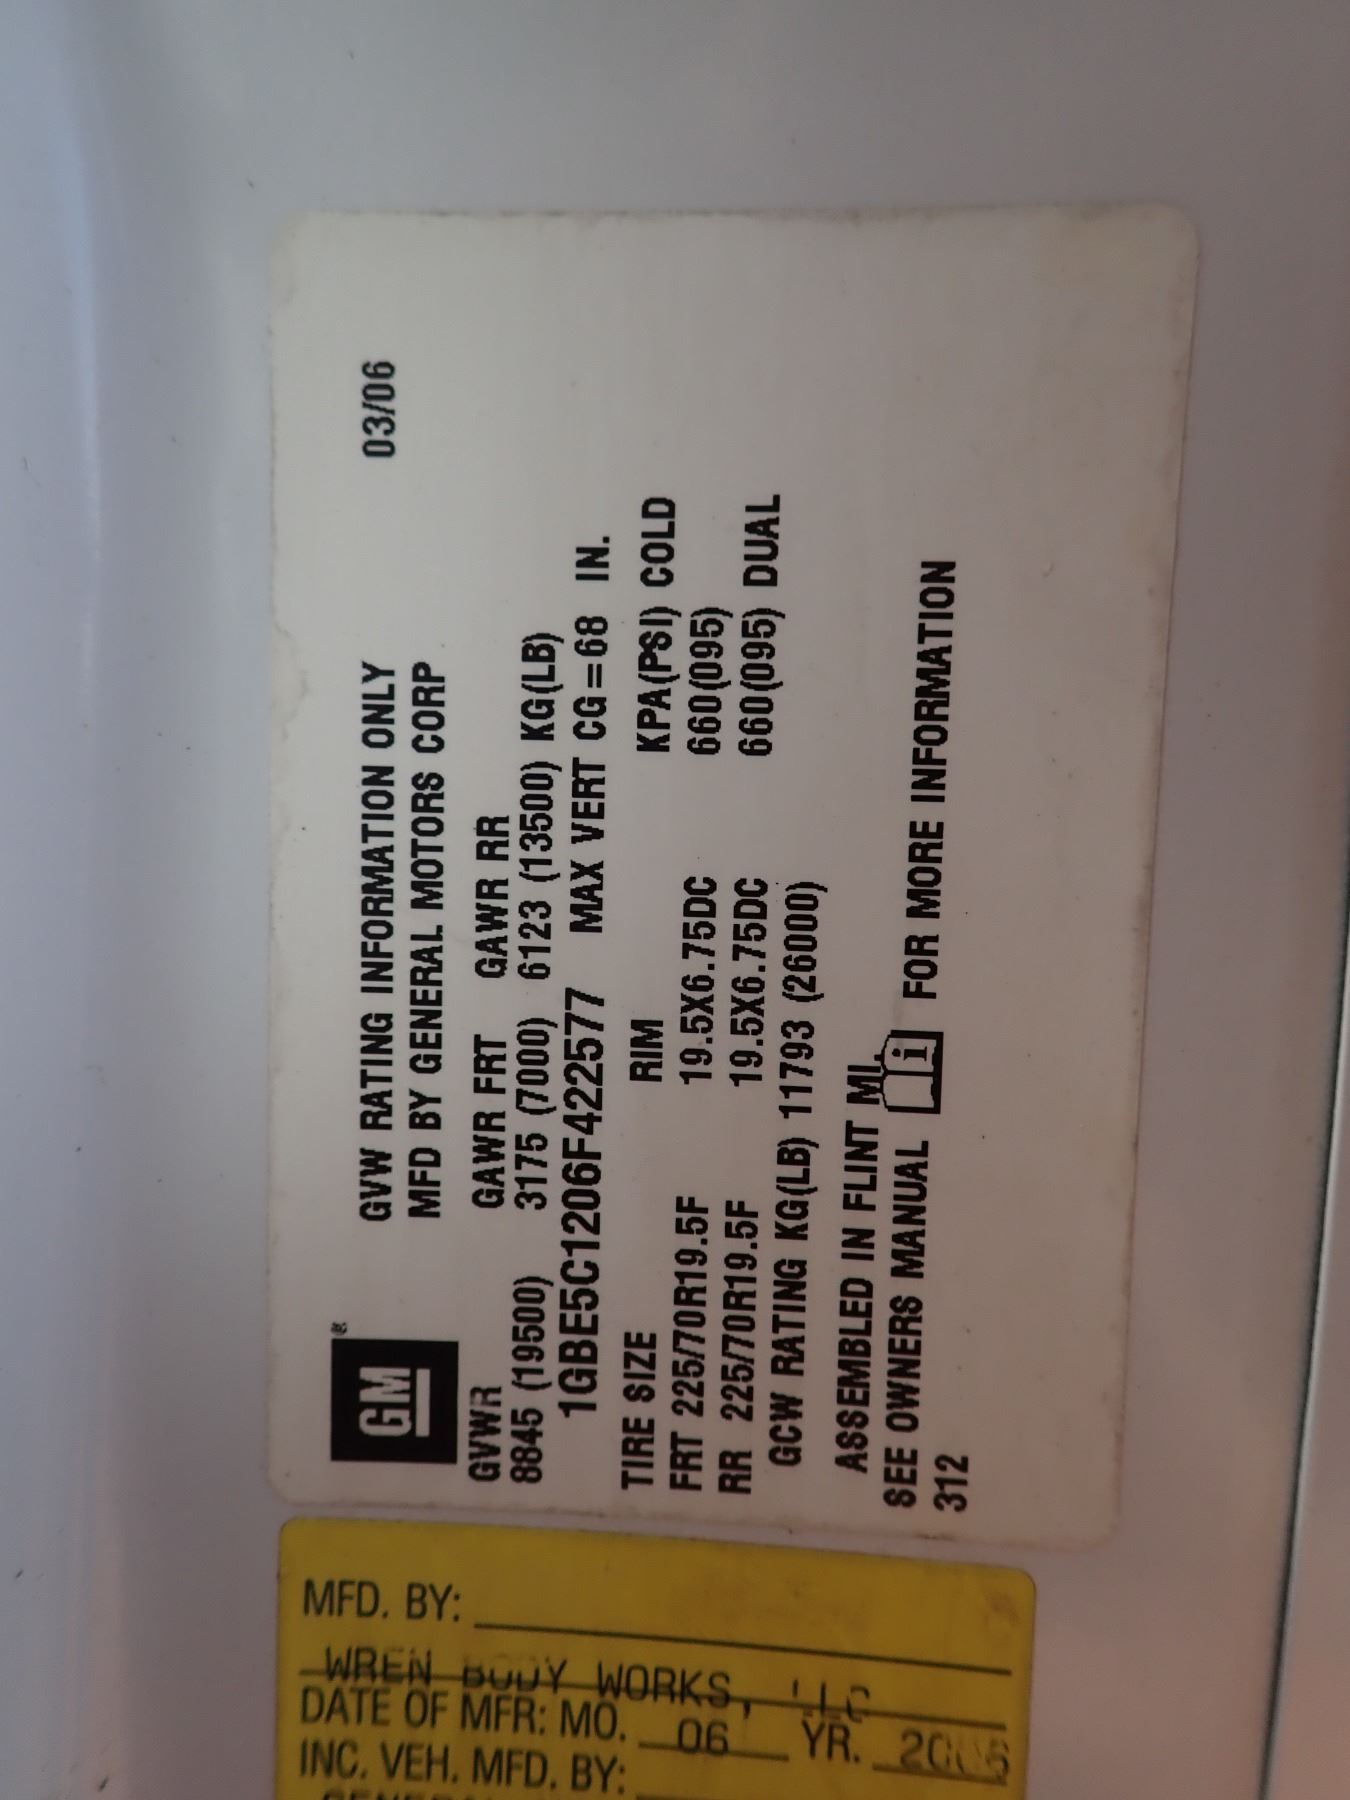 GM®
GVW RATING INFORMATION ONLY 03/06
MFD BY GENERAL MOTORS CORP
GVWR GAWR FRT GAWR RR
8845 (19500) 3175 (7000) 6123 (13500) KG(LB)
1GBE5C1206F422577 MAX VERT CG=68 IN.
TIRE SIZE RIM KPA(PSI) COLD
FRT 225/70R19.5F 19.5X6.75DC 660(095)
RR 225/70R19.5F 19.5X6.75DC 660(095) DUAL
GCW RATING KG(LB) 11793 (26000)
ASSEMBLED IN FLINT MI.
SEE OWNERS MANUAL i FOR MORE INFORMATION
312
MFD. BY:
WREN BODY WORKS, LLC
DATE OF MFR: MO. 06 YR. 2006
INC. VEH. MFD. BY: